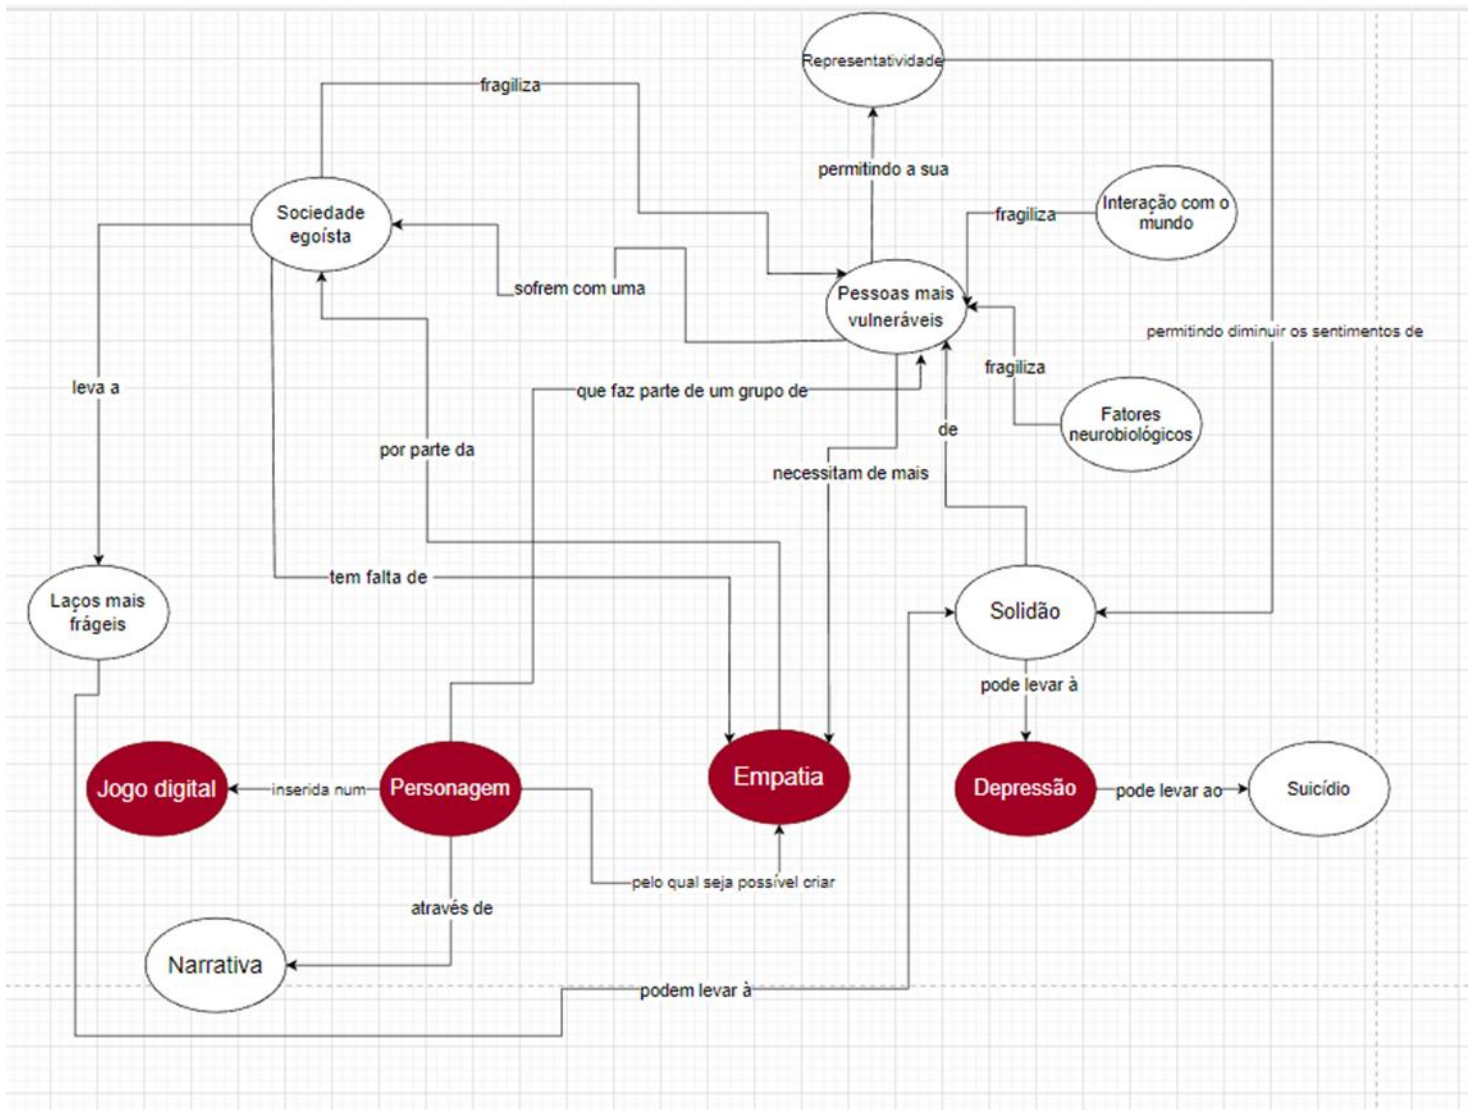 Representatividade
fragiliza
permitindo a sua
Sociedade
egoísta
Interação com o
mundo
fragiliza
sofrem com uma
Pessoas mais
vulneráveis
permitindo diminuir os sentimentos de
leva a
fragiliza
que faz parte de um grupo de
Fatores
neurobiológicos
de
por parte da
necessitam de mais
tem falta de
Laços mais
frágeis
Solidão
pode levar à
Jogo digital
inserida num
Personagem
Empatia
Depressão
pode levar ao
Suicídio
pelo qual seja possível criar
através de
Narrativa
podem levar à